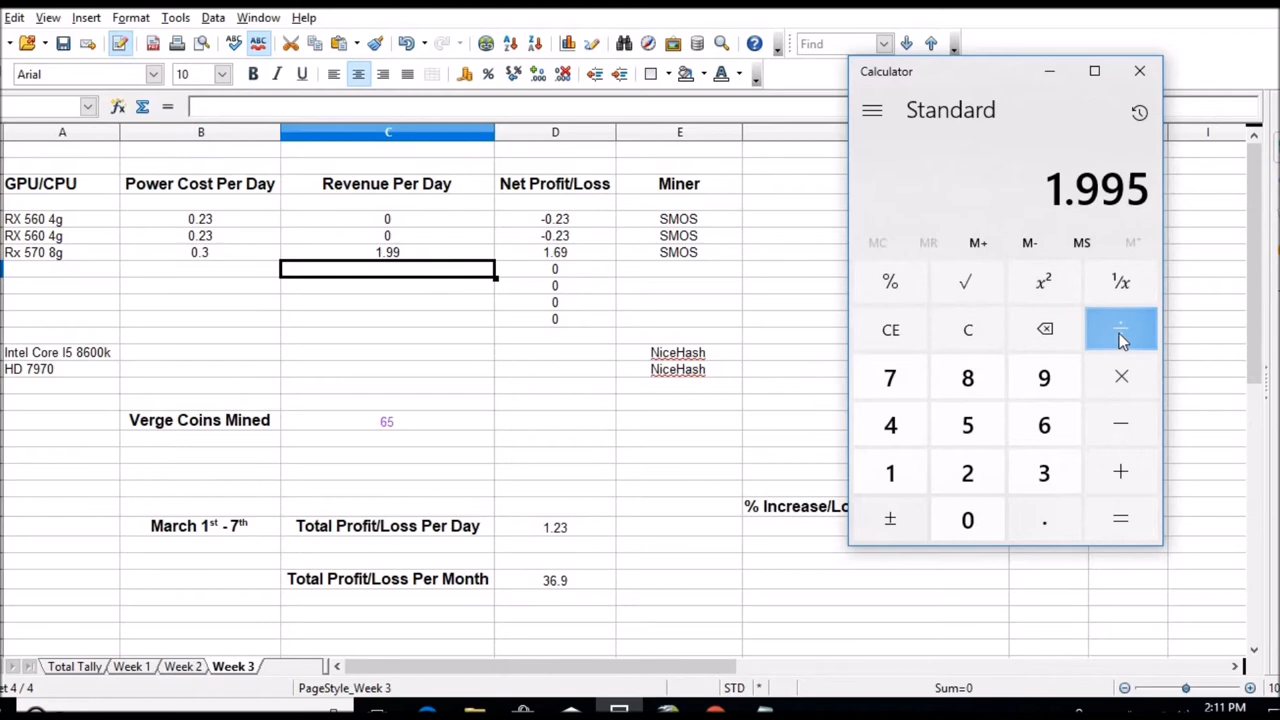 Edit View Insert Format Tools Data Window Help
Find
Arial 10
Calculator
Standard
1.995
MC MR M+ M- MS M˅
% √ x² ¹/x
CE C ⌫ ÷
7 8 9 ×
4 5 6 −
1 2 3 +
± 0 . =
A B C D E I
GPU/CPU Power Cost Per Day Revenue Per Day Net Profit/Loss Miner
RX 560 4g 0.23 0 -0.23 SMOS
RX 560 4g 0.23 0 -0.23 SMOS
Rx 570 8g 0.3 1.99 1.69 SMOS
0
0
0
0
Intel Core I5 8600k NiceHash
HD 7970 NiceHash
Verge Coins Mined 65
% Increase/Lo
March 1st - 7th Total Profit/Loss Per Day 1.23
Total Profit/Loss Per Month 36.9
Total Tally Week 1 Week 2 Week 3
et 4 / 4 PageStyle_Week 3 STD * Sum=0 10
2:11 PM